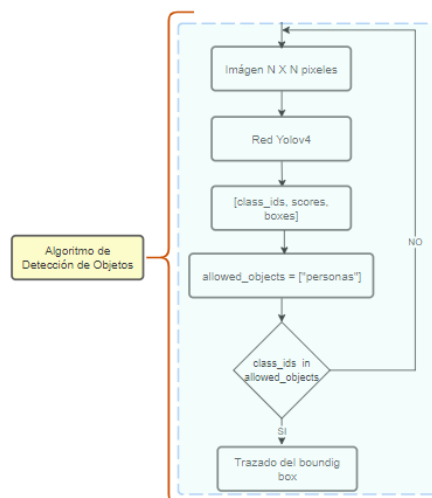 Imágen N X N pixeles
Red Yolov4
[class_ids, scores,
boxes]
NO
Algoritmo de
Detección de Objetos
allowed_objects = ["personas"]
class_ids in
allowed_objects
SI
Trazado del boundig
box